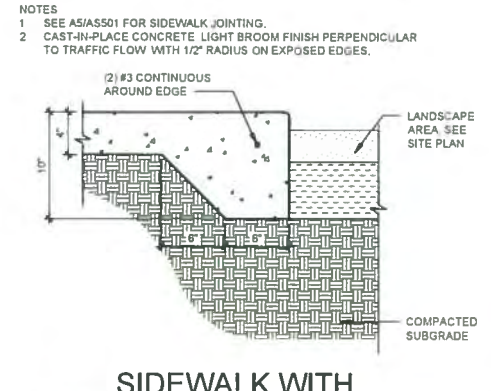 NOTES
1 SEE A5/AS501 FOR SIDEWALK JOINTING.
2 CAST-IN-PLACE CONCRETE LIGHT BROOM FINISH PERPENDICULAR
TO TRAFFIC FLOW WITH 1/2" RADIUS ON EXPOSED EDGES.
(2) #3 CONTINUOUS
AROUND EDGE
LANDSCAPE
AREA SEE
SITE PLAN
4"
10"
6"
6"
COMPACTED
SUBGRADE
SIDEWALK WITH